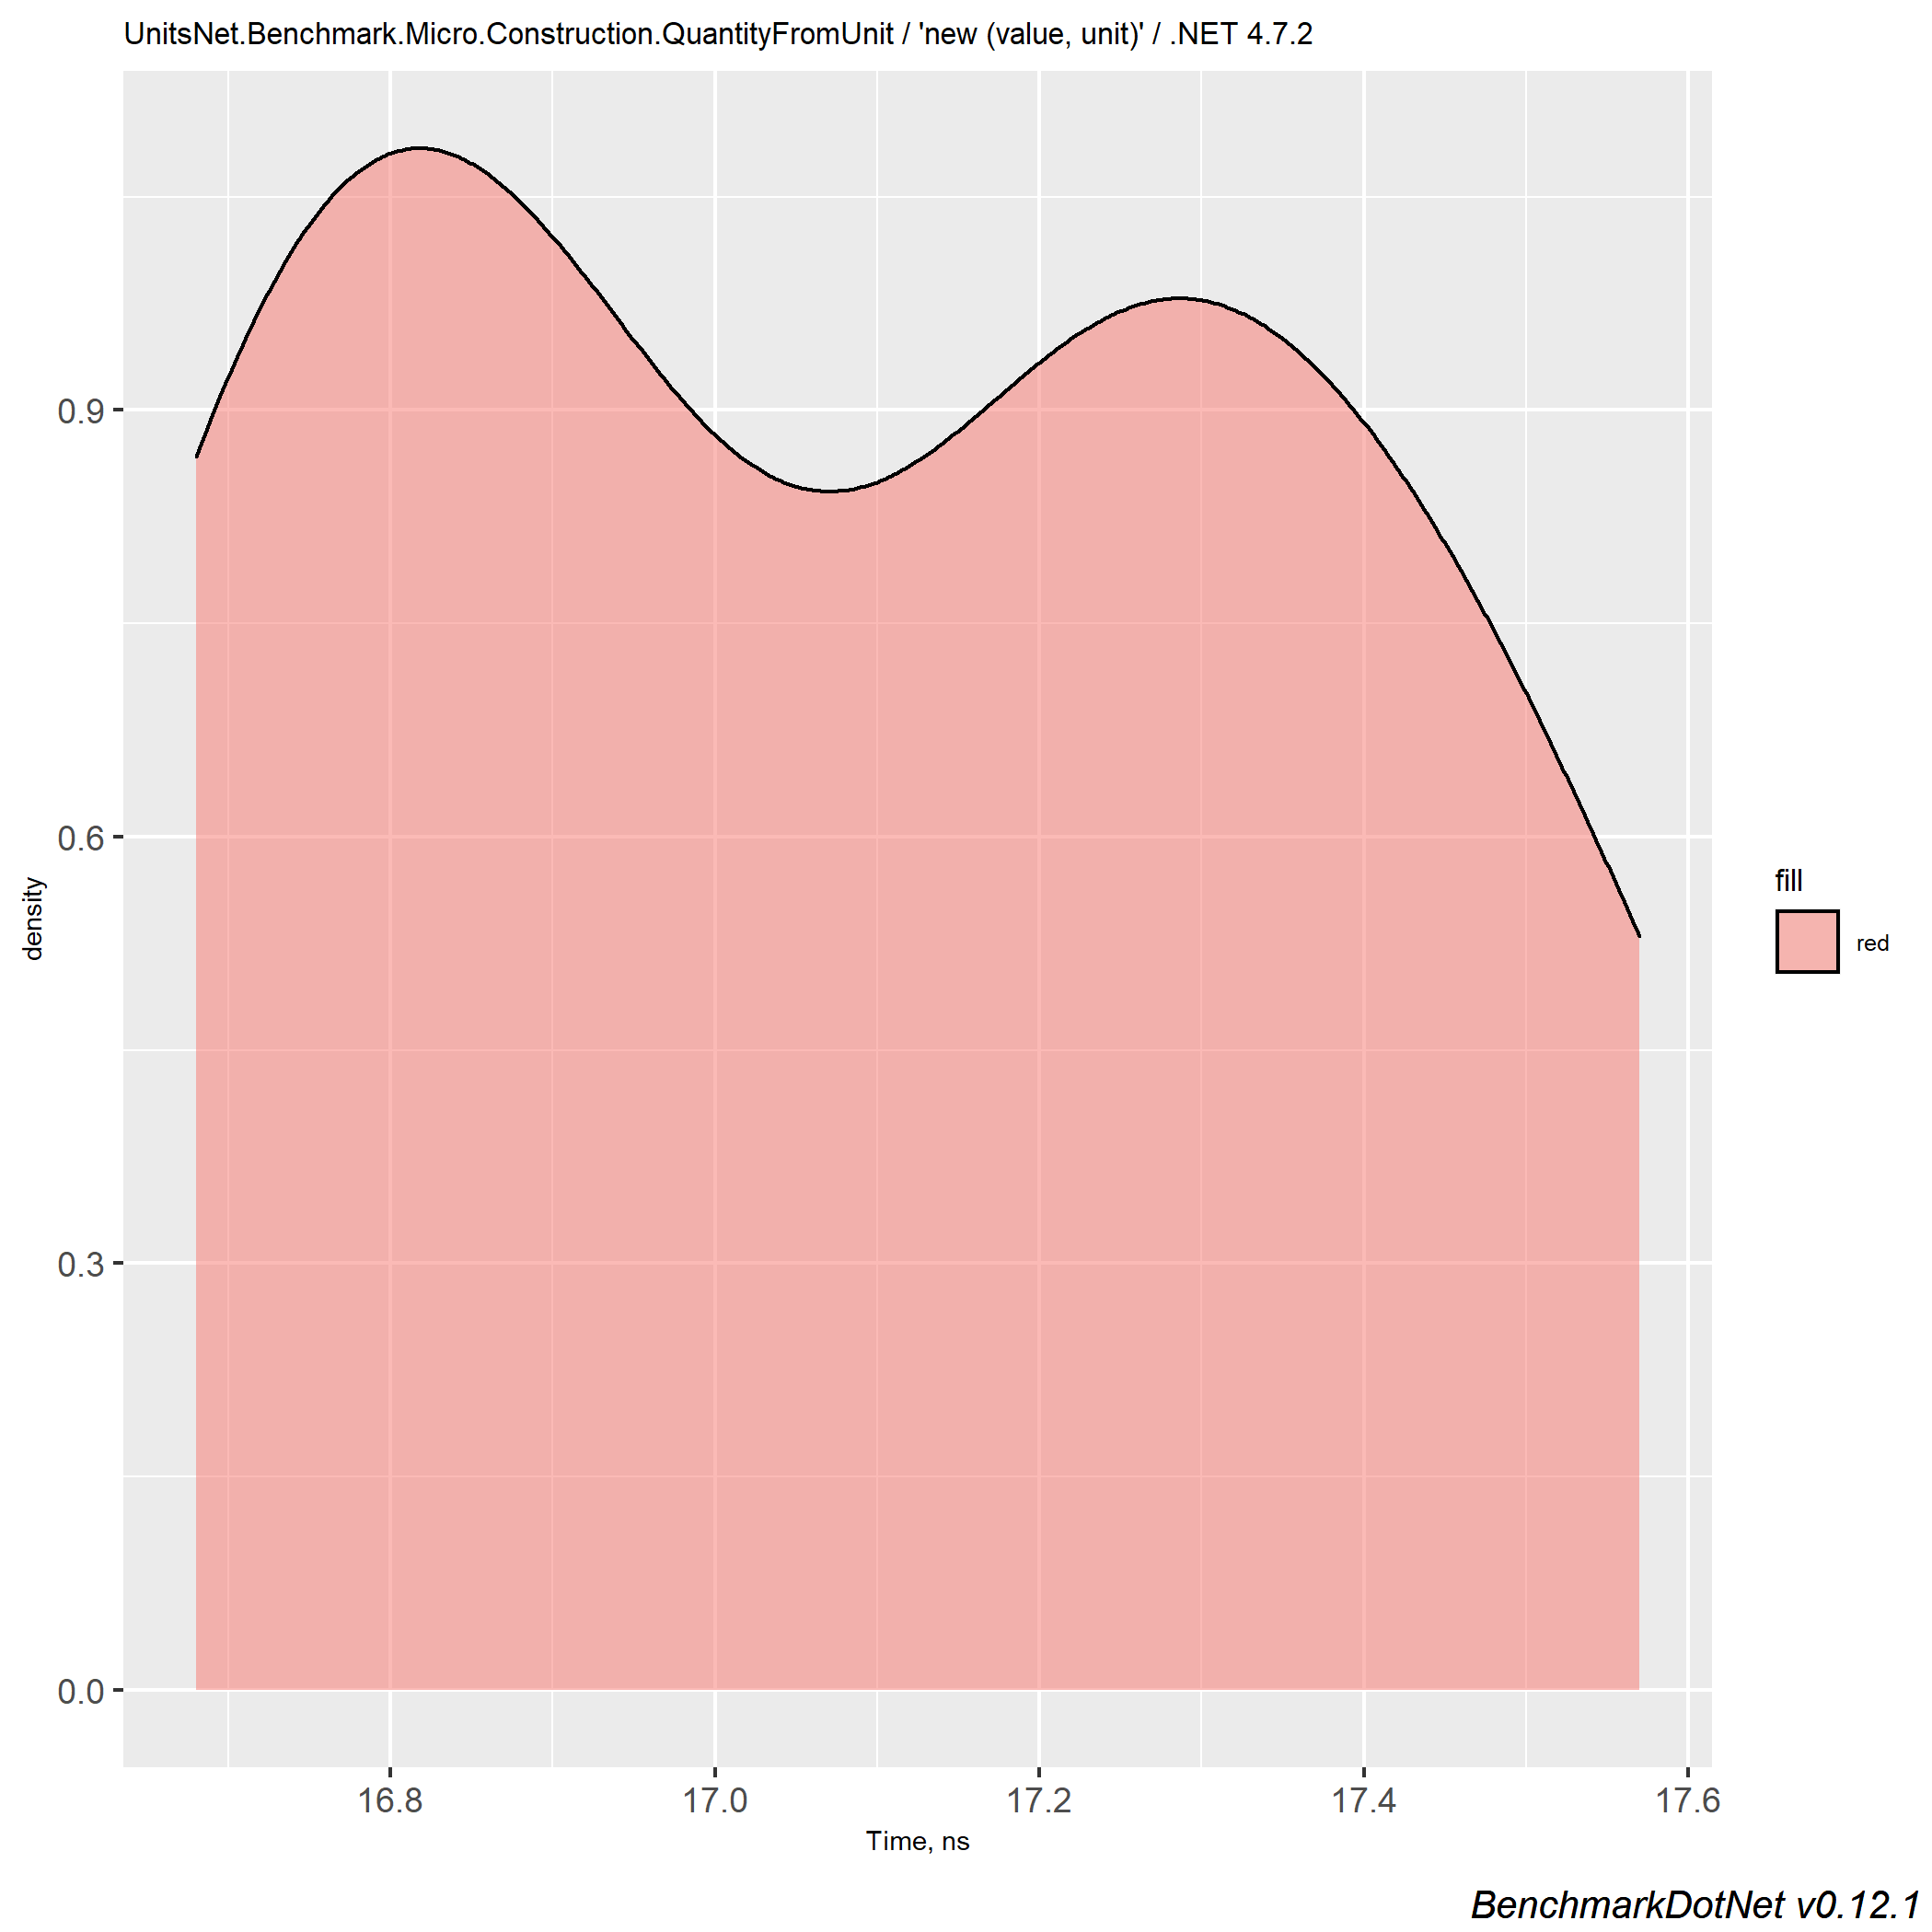 UnitsNet.Benchmark.Micro.Construction.QuantityFromUnit / 'new (value, unit)' / .NET 4.7.2
0.9
0.6
0.3
0.0
density
16.8 17.0 17.2 17.4 17.6
Time, ns
fill
red
BenchmarkDotNet v0.12.1